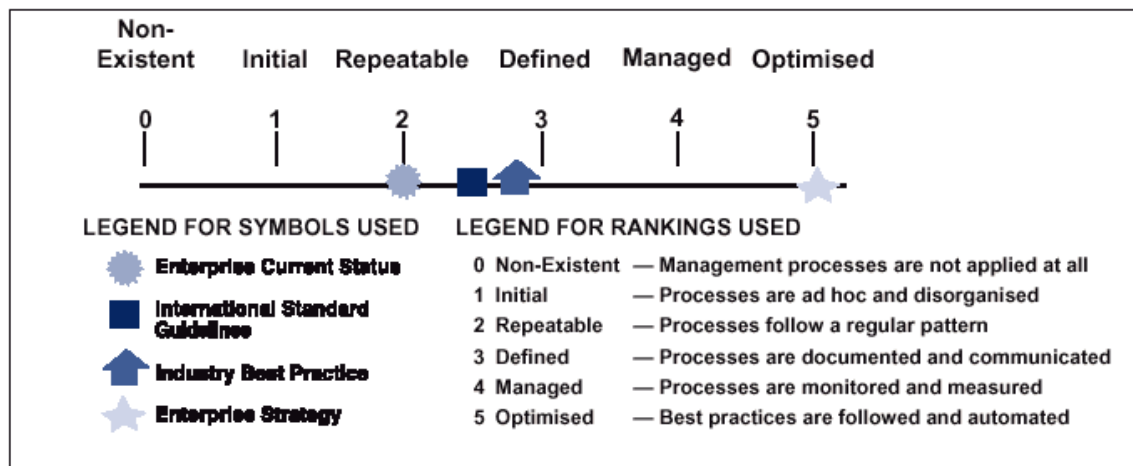 Non-
Existent Initial Repeatable Defined Managed Optimised
0 1 2 3 4 5
LEGEND FOR SYMBOLS USED
Enterprise Current Status
International Standard
Guidelines
Industry Best Practice
Enterprise Strategy
LEGEND FOR RANKINGS USED
0 Non-Existent — Management processes are not applied at all
1 Initial — Processes are ad hoc and disorganised
2 Repeatable — Processes follow a regular pattern
3 Defined — Processes are documented and communicated
4 Managed — Processes are monitored and measured
5 Optimised — Best practices are followed and automated